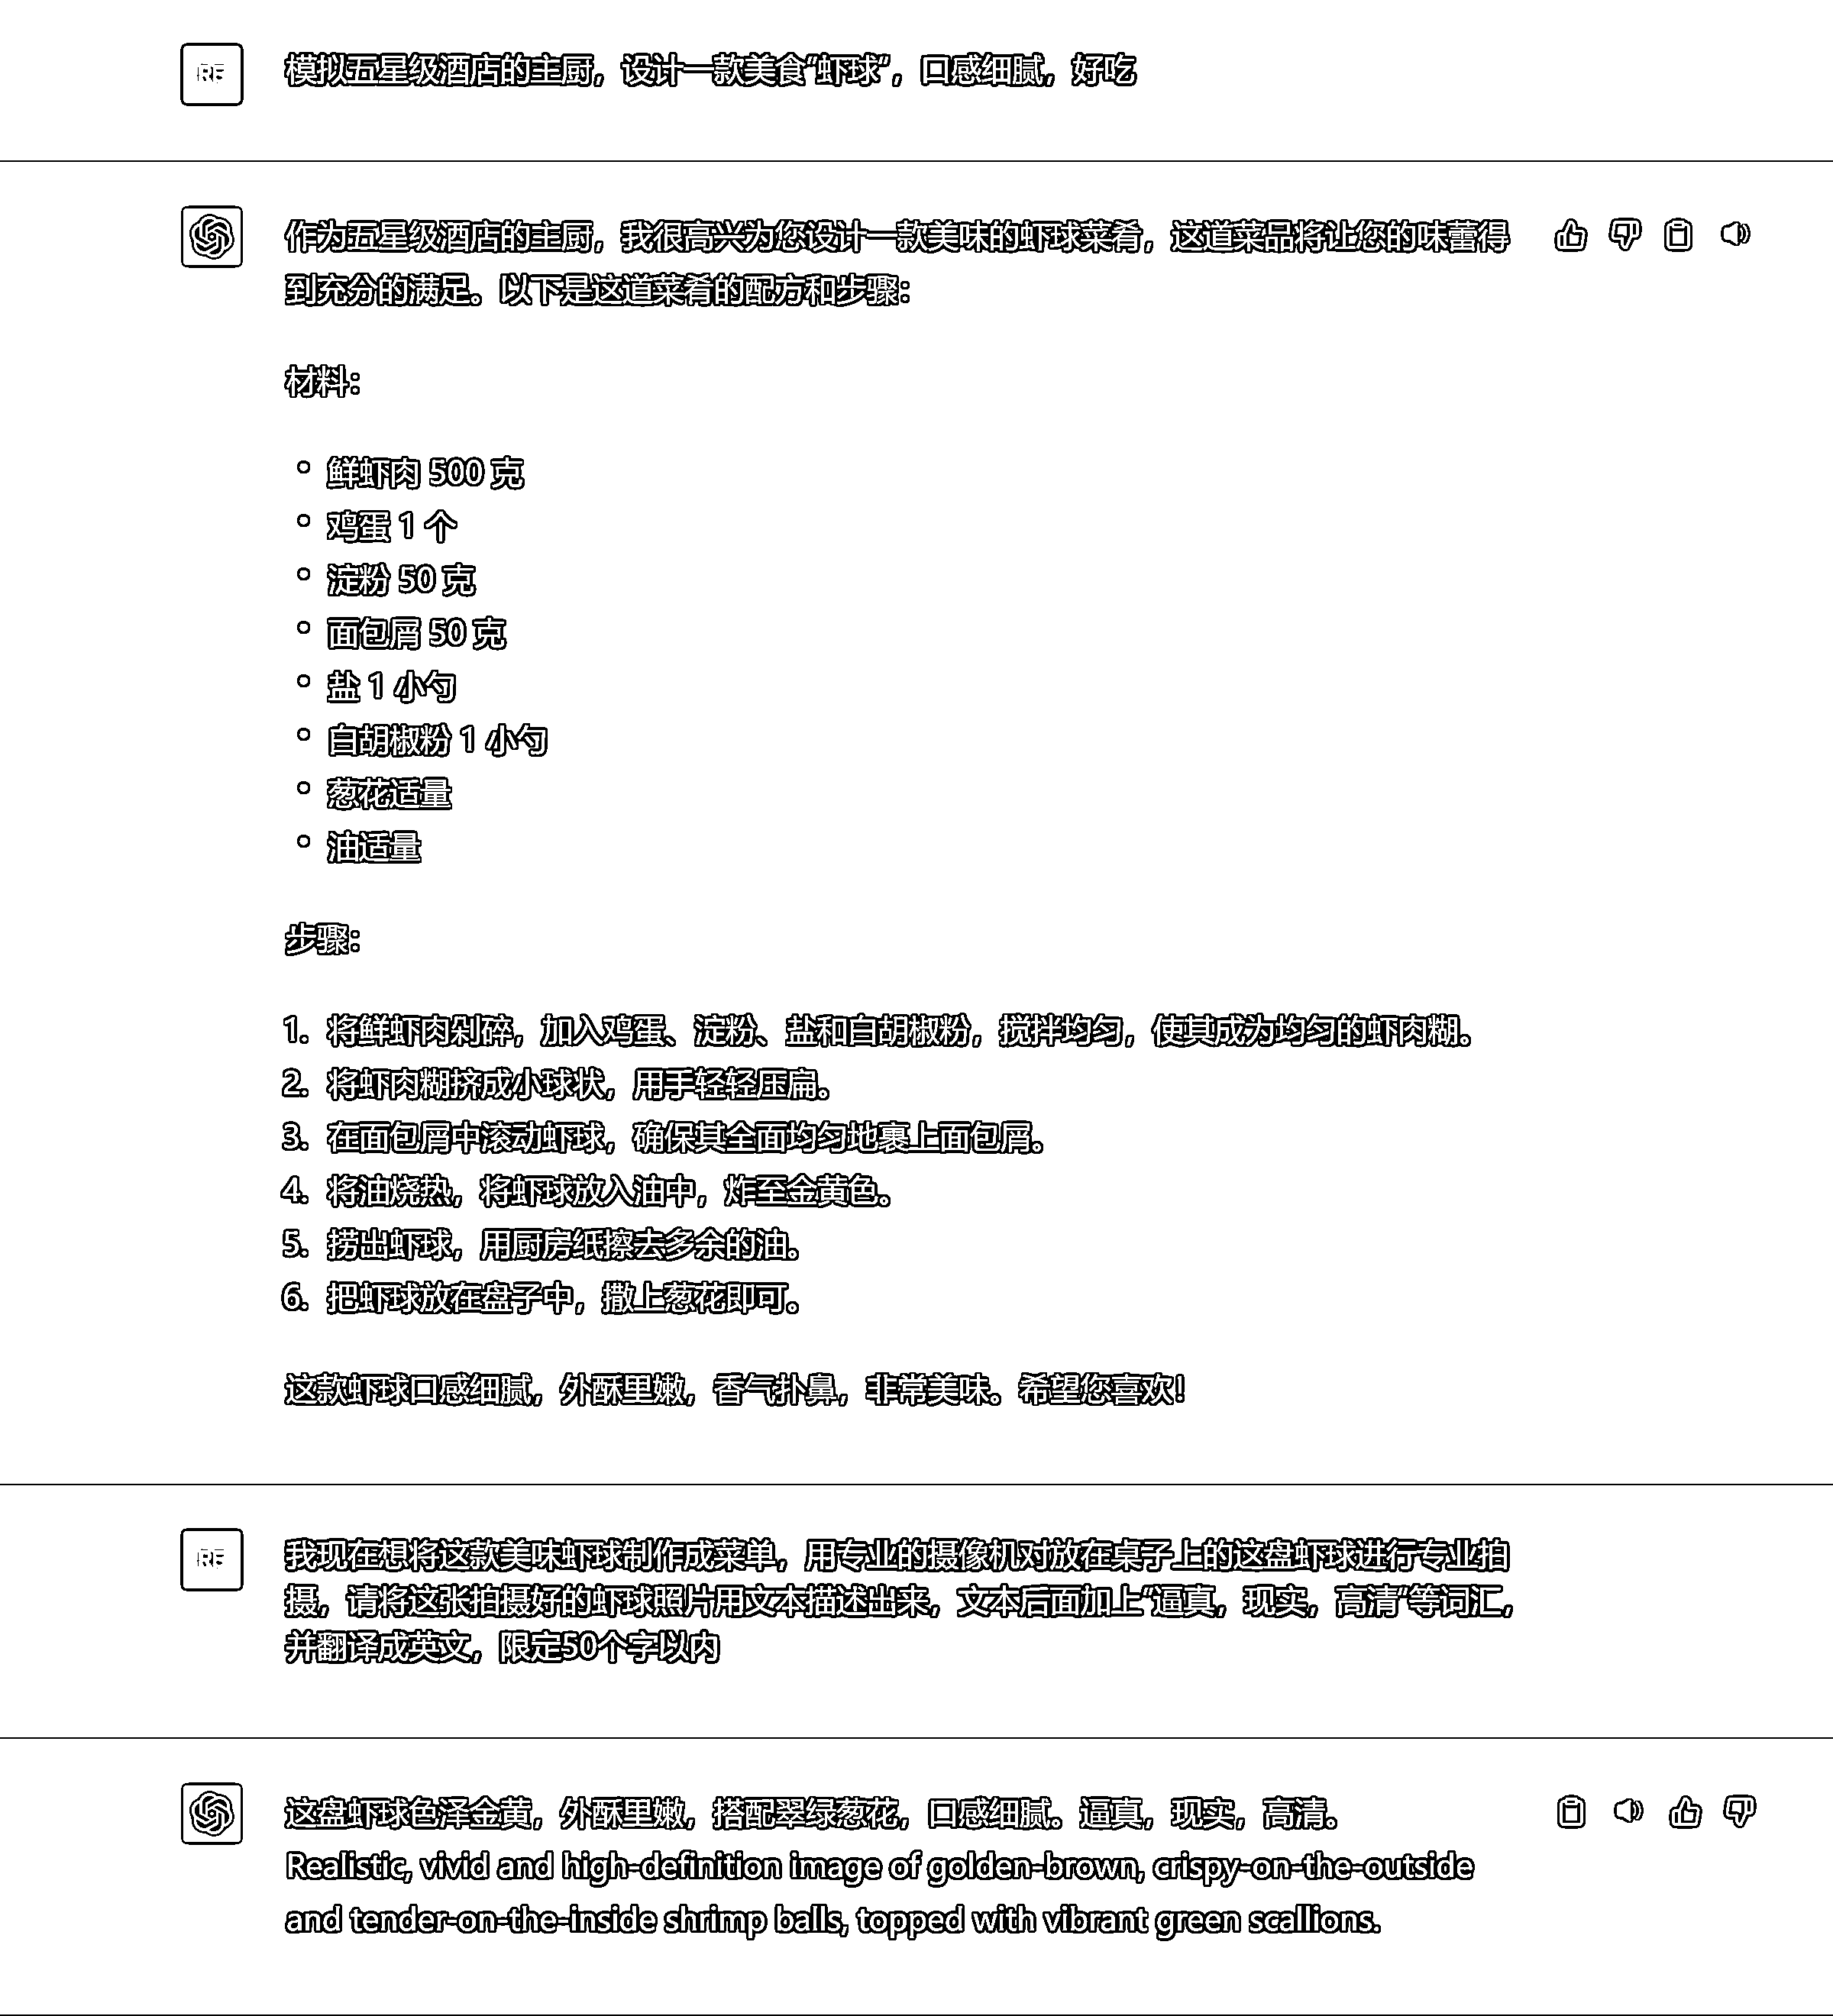 RF
模拟五星级酒店的主厨，设计一款美食“虾球”，口感细腻，好吃
作为五星级酒店的主厨，我很高兴为您设计一款美味的虾球菜肴，这道菜品将让您的味蕾得
到充分的满足。以下是这道菜肴的配方和步骤：
材料：
鲜虾肉 500 克
鸡蛋 1 个
淀粉 50 克
面包屑 50 克
盐 1 小勺
白胡椒粉 1 小勺
葱花适量
油适量
步骤：
1. 将鲜虾肉剁碎，加入鸡蛋、淀粉、盐和白胡椒粉，搅拌均匀，使其成为均匀的虾肉糊。
2. 将虾肉糊挤成小球状，用手轻轻压扁。
3. 在面包屑中滚动虾球，确保其全面均匀地裹上面包屑。
4. 将油烧热，将虾球放入油中，炸至金黄色。
5. 捞出虾球，用厨房纸擦去多余的油。
6. 把虾球放在盘子中，撒上葱花即可。
这款虾球口感细腻，外酥里嫩，香气扑鼻，非常美味。希望您喜欢！
RF
我现在想将这款美味虾球制作成菜单，用专业的摄像机对放在桌子上的这盘虾球进行专业拍
摄，请将这张拍摄好的虾球照片用文本描述出来，文本后面加上“逼真，现实，高清”等词汇，
并翻译成英文，限定50个字以内
这盘虾球色泽金黄，外酥里嫩，搭配翠绿葱花，口感细腻。逼真，现实，高清。
Realistic, vivid and high-definition image of golden-brown, crispy-on-the-outside
and tender-on-the-inside shrimp balls, topped with vibrant green scallions.